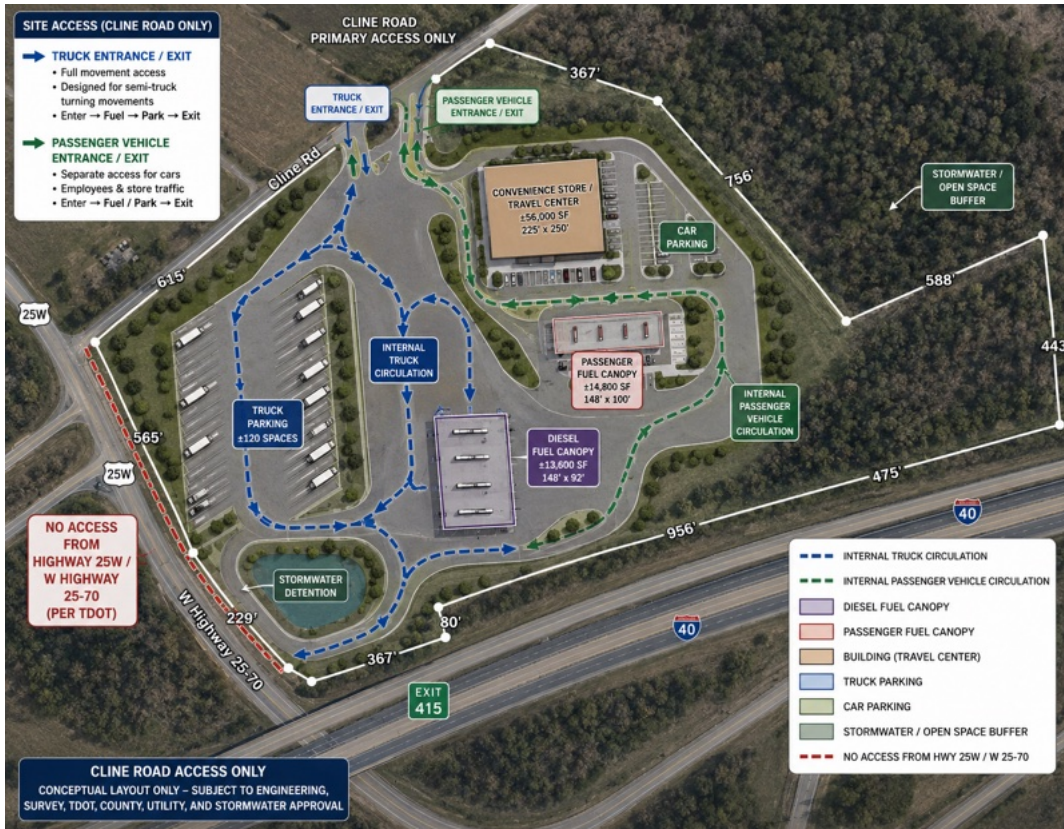 SITE ACCESS (CLINE ROAD ONLY)
TRUCK ENTRANCE / EXIT
• Full movement access
• Designed for semi-truck
turning movements
• Enter → Fuel → Park → Exit
PASSENGER VEHICLE
ENTRANCE / EXIT
• Separate access for cars
• Employees & store traffic
• Enter → Fuel / Park → Exit
CLINE ROAD
PRIMARY ACCESS ONLY
TRUCK
ENTRANCE / EXIT
PASSENGER VEHICLE
ENTRANCE / EXIT
367'
Cline Rd
756'
STORMWATER /
OPEN SPACE
BUFFER
CONVENIENCE STORE /
TRAVEL CENTER
±56,000 SF
225' x 250'
CAR
PARKING
615'
588'
25W
443'
INTERNAL
TRUCK
CIRCULATION
PASSENGER
FUEL CANOPY
±14,800 SF
148' x 100'
INTERNAL
PASSENGER
VEHICLE
CIRCULATION
TRUCK
PARKING
±120 SPACES
565'
DIESEL
FUEL CANOPY
±13,600 SF
148' x 92'
25W
475'
40
956'
NO ACCESS
FROM
HIGHWAY 25W /
W HIGHWAY
25-70
(PER TDOT)
STORMWATER
DETENTION
229'
W Highway 25-70
80'
40
367'
EXIT
415
INTERNAL TRUCK CIRCULATION
INTERNAL PASSENGER VEHICLE CIRCULATION
DIESEL FUEL CANOPY
PASSENGER FUEL CANOPY
BUILDING (TRAVEL CENTER)
TRUCK PARKING
CAR PARKING
STORMWATER / OPEN SPACE BUFFER
NO ACCESS FROM HWY 25W / W 25-70
CLINE ROAD ACCESS ONLY
CONCEPTUAL LAYOUT ONLY – SUBJECT TO ENGINEERING,
SURVEY, TDOT, COUNTY, UTILITY, AND STORMWATER APPROVAL